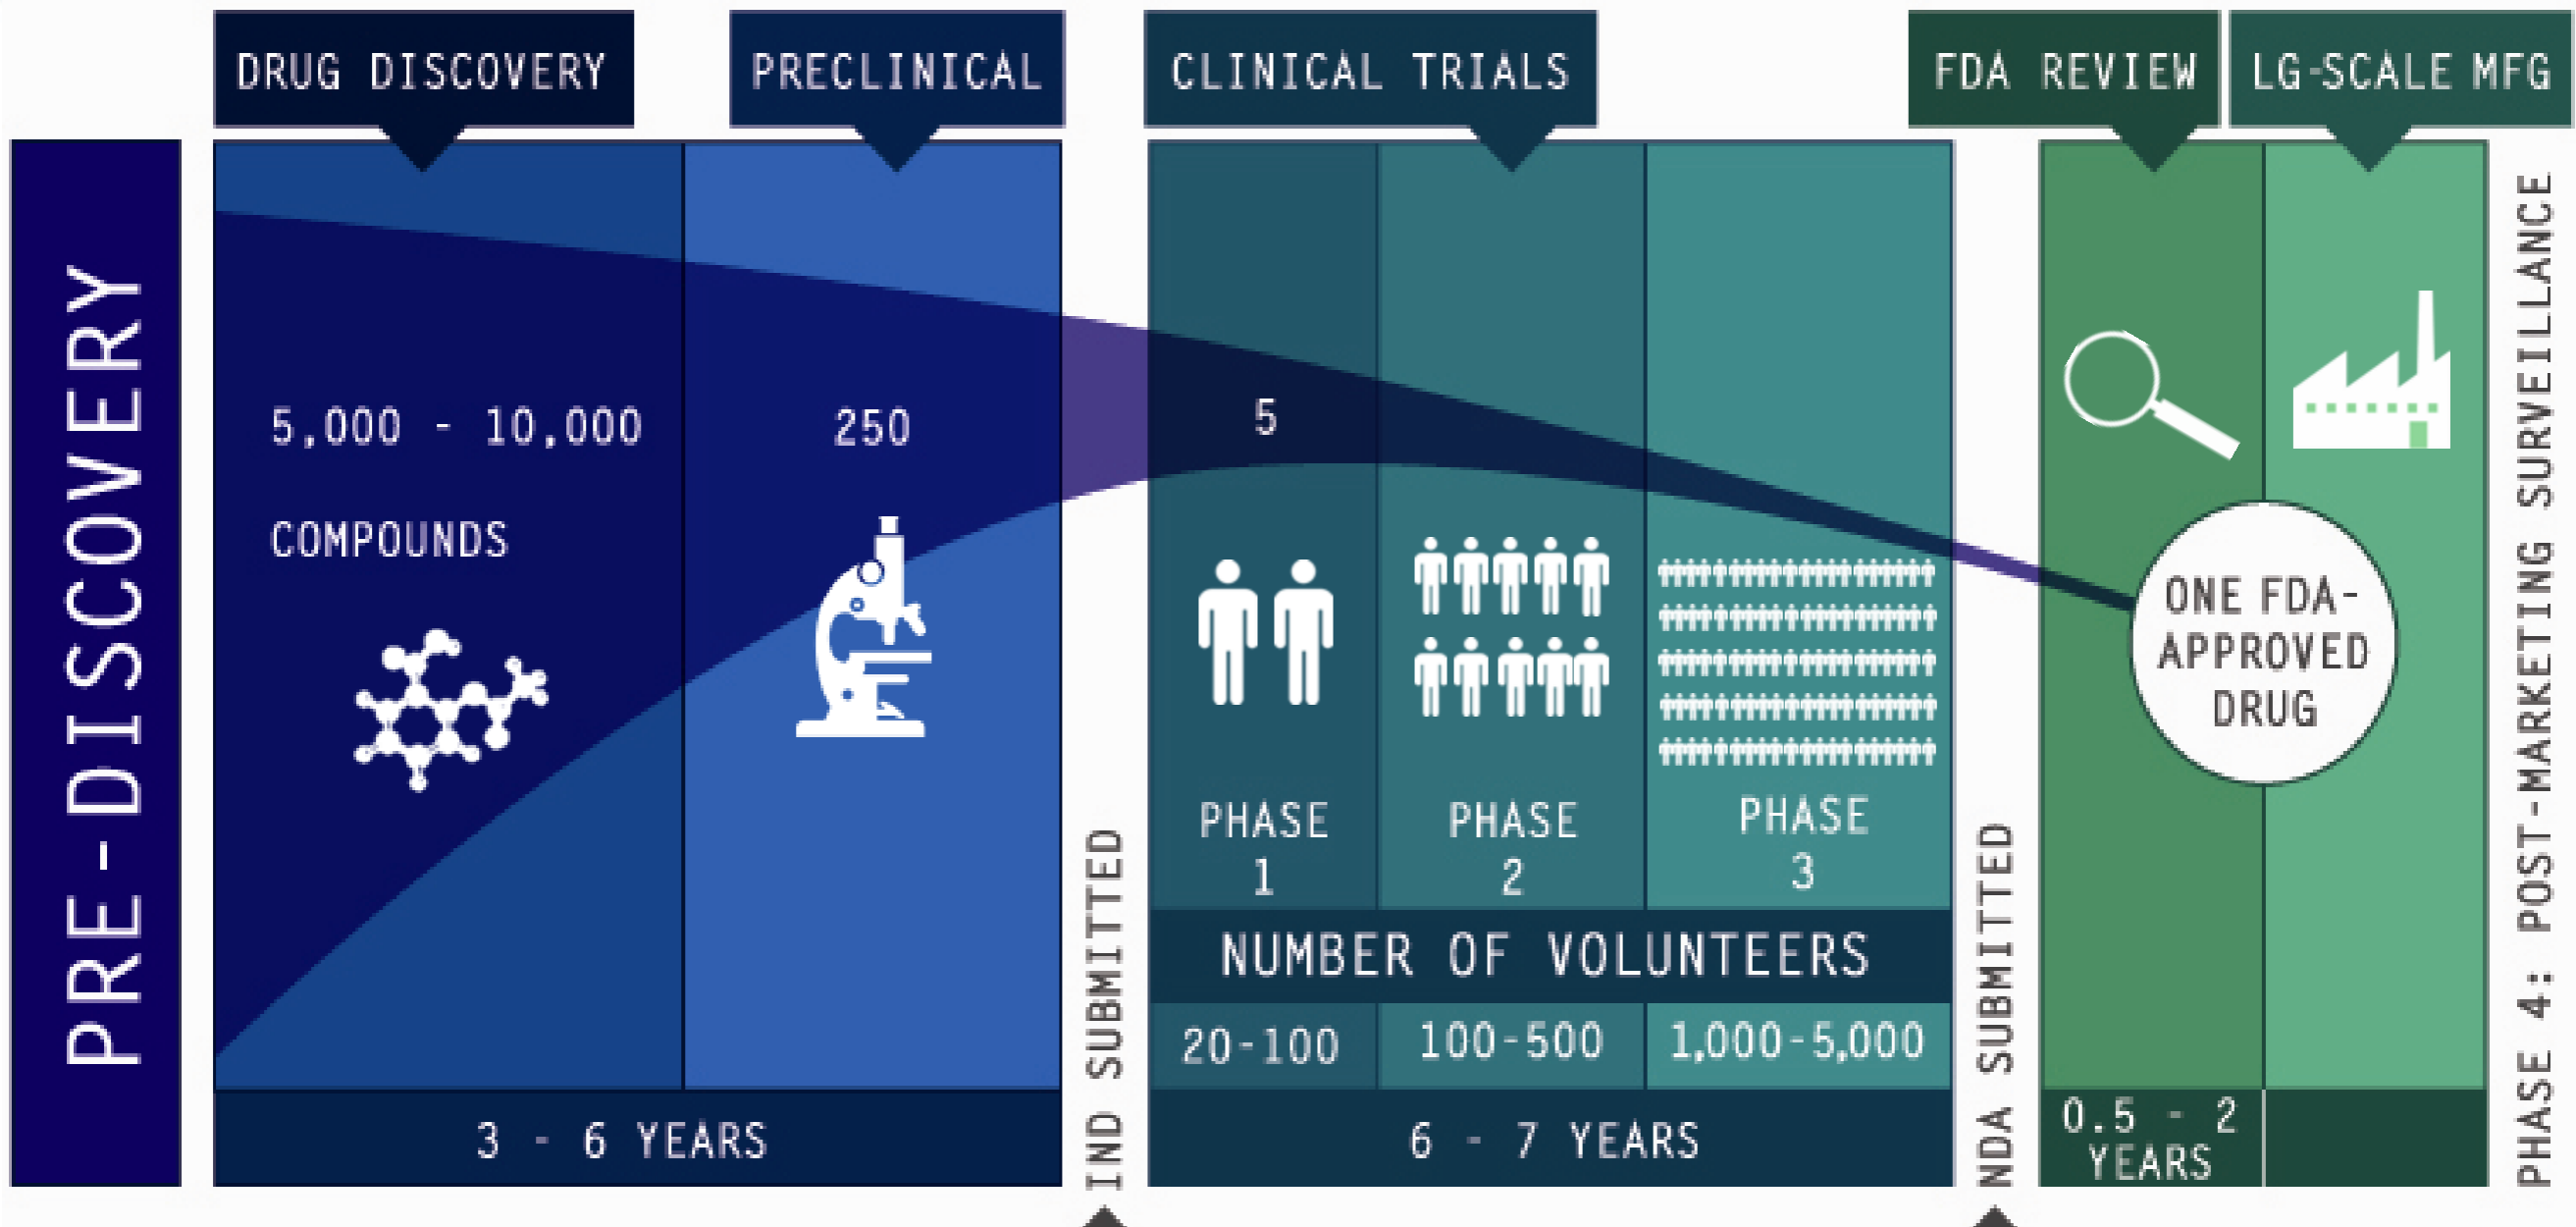 DRUG DISCOVERY
PRECLINICAL
CLINICAL TRIALS
FDA REVIEW
LG-SCALE MFG
PRE-DISCOVERY
5,000 - 10,000
COMPOUNDS
250
5
PHASE
1
PHASE
2
PHASE
3
NUMBER OF VOLUNTEERS
20-100
100-500
1,000-5,000
3 - 6 YEARS
IND SUBMITTED
6 - 7 YEARS
NDA SUBMITTED
ONE FDA-
APPROVED
DRUG
0.5 - 2
YEARS
PHASE 4: POST-MARKETING SURVEILLANCE